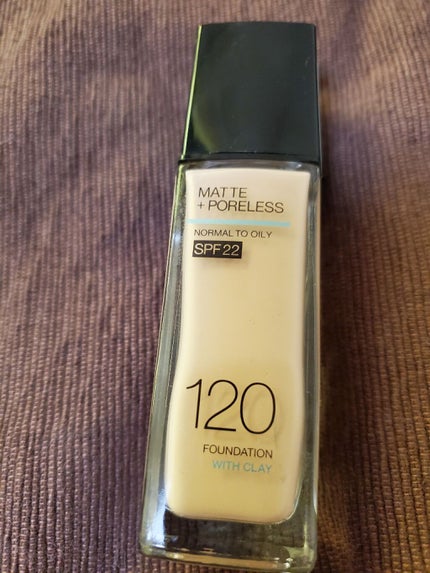 MATTE
+ PORELESS
NORMAL TO OILY
SPF 22
120
FOUNDATION
WITH CLAY